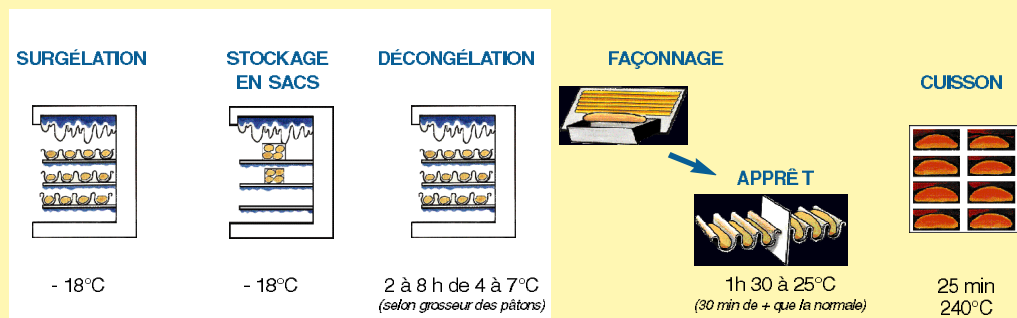 SURGÉLATION
STOCKAGE
EN SACS
DÉCONGÉLATION
FAÇONNAGE
CUISSON
APPRÊT
- 18°C
- 18°C
2 à 8 h de 4 à 7°C
(selon grosseur des pâtons)
1h 30 à 25°C
(30 min de + que la normale)
25 min
240°C